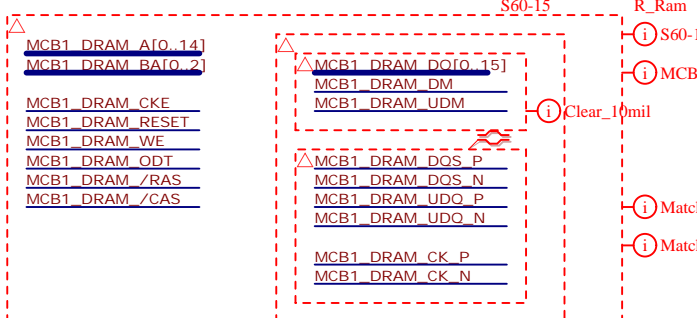 S60-15
R_Ram
MCB1_DRAM_A[0..14]
MCB1_DRAM_BA[0..2]
MCB1_DRAM_CKE
MCB1_DRAM_RESET
MCB1_DRAM_WE
MCB1_DRAM_ODT
MCB1_DRAM_/RAS
MCB1_DRAM_/CAS
MCB1_DRAM_DQ[0..15]
MCB1_DRAM_DM
MCB1_DRAM_UDM
i Clear_10mil
MCB1_DRAM_DQS_P
MCB1_DRAM_DQS_N
MCB1_DRAM_UDQ_P
MCB1_DRAM_UDQ_N
MCB1_DRAM_CK_P
MCB1_DRAM_CK_N
i S60-1
i MCB
i Matc
i Matc